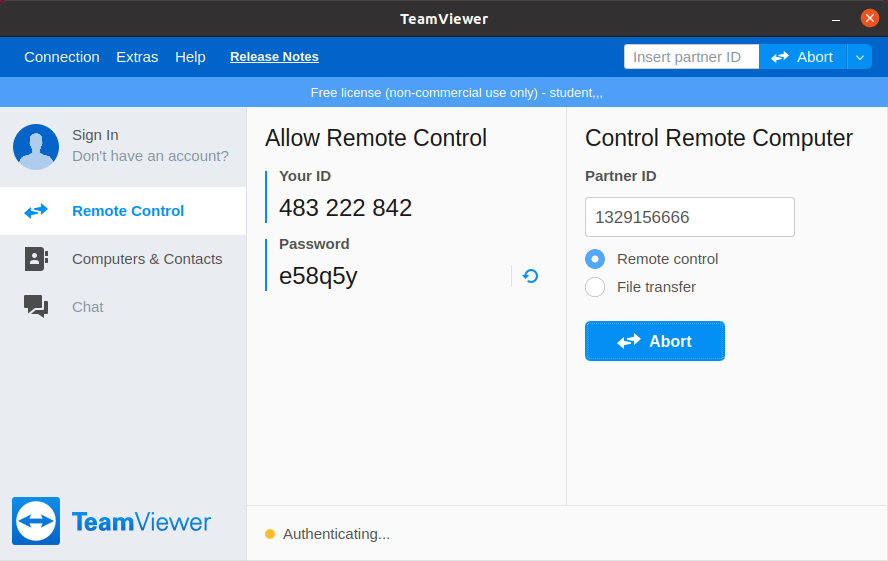 TeamViewer
Connection Extras Help Release Notes Insert partner ID Abort
Free license (non-commercial use only) - student,,,
Sign In
Don't have an account?
Remote Control
Computers & Contacts
Chat
TeamViewer
Allow Remote Control
Your ID
483 222 842
Password
e58q5y
Control Remote Computer
Partner ID
1329156666
Remote control
File transfer
Abort
Authenticating...